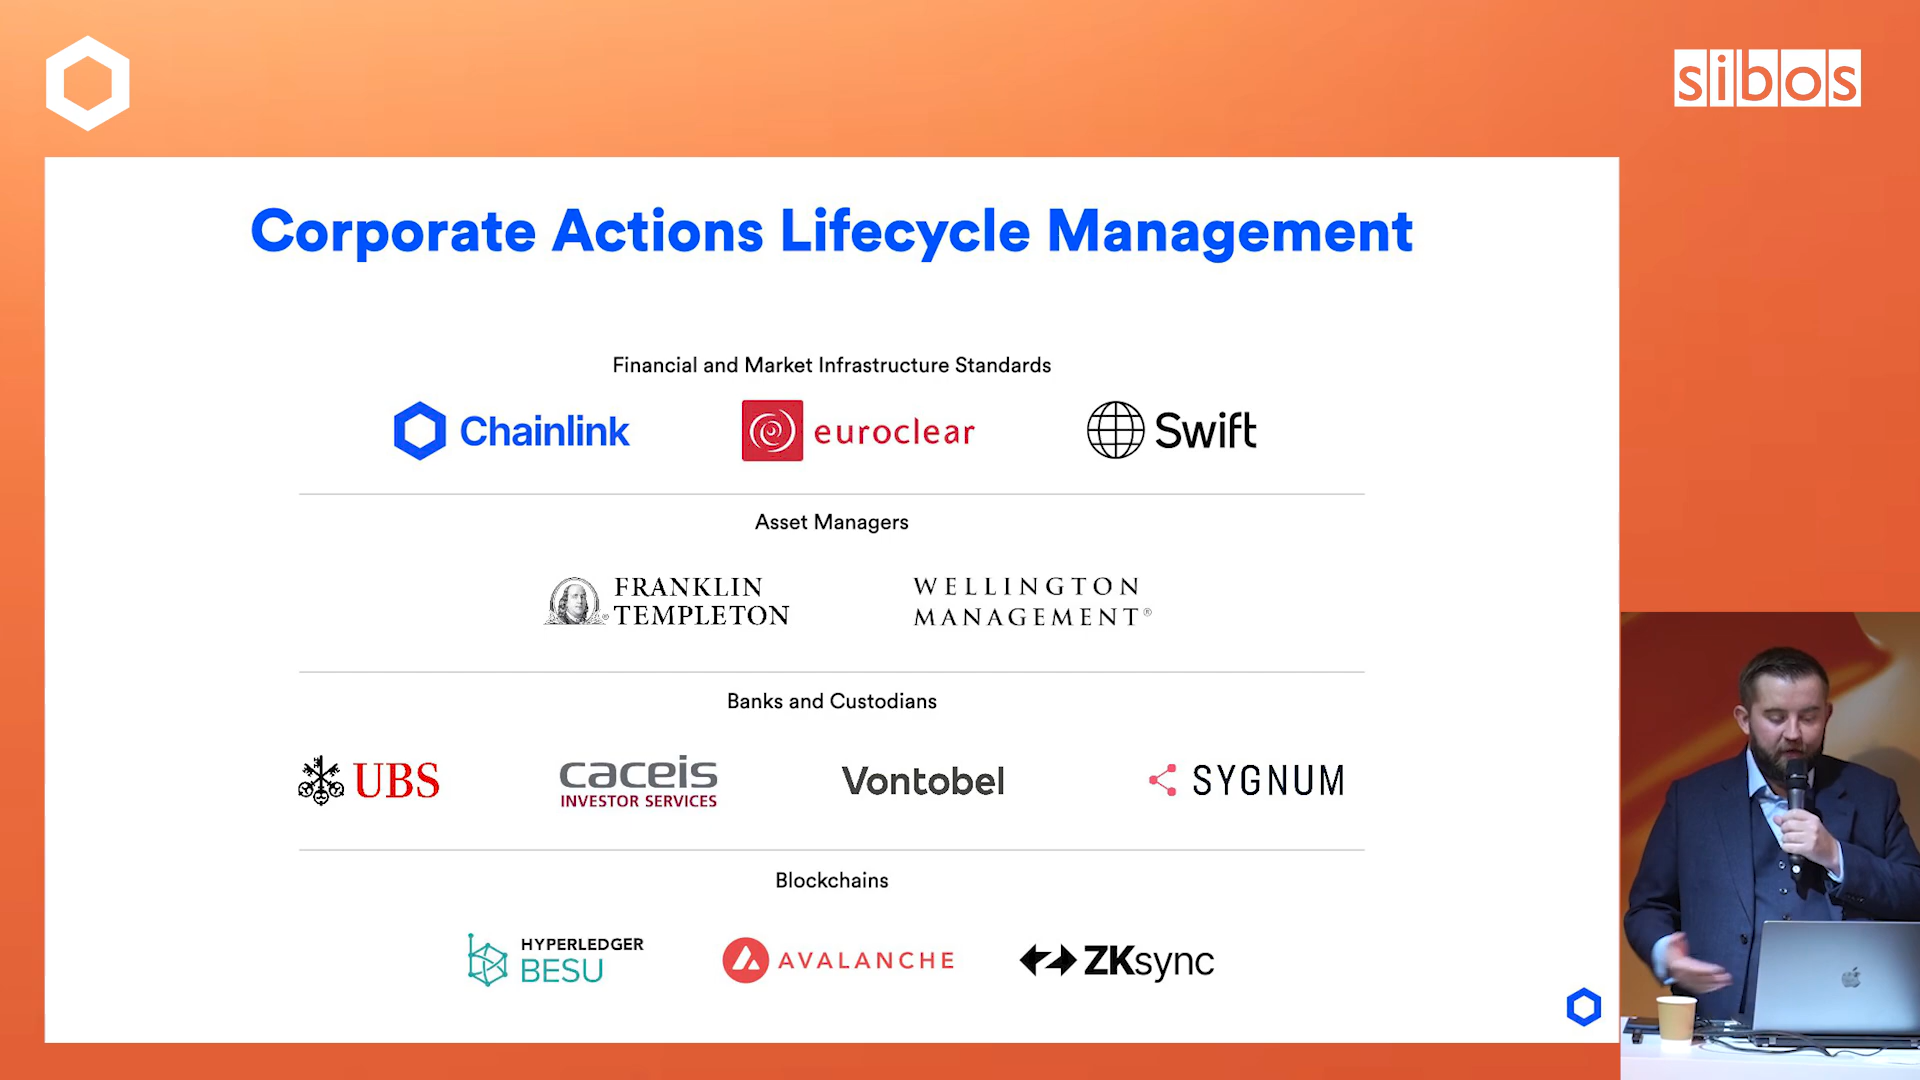 sibos
Corporate Actions Lifecycle Management
Financial and Market Infrastructure Standards
Chainlink
euroclear
Swift
Asset Managers
FRANKLIN
TEMPLETON
WELLINGTON
MANAGEMENT®
Banks and Custodians
UBS
caceis
INVESTOR SERVICES
Vontobel
SYGNUM
Blockchains
HYPERLEDGER
BESU
AVALANCHE
ZKsync